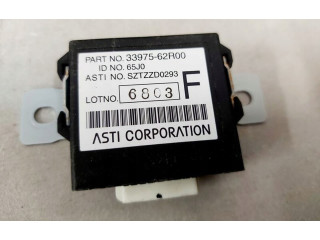 PART NO. 33975-62R00
ID NO. 65J0
ASTI NO. SZTZZD0293
LOTNO. 6803 F
ASTI CORPORATION